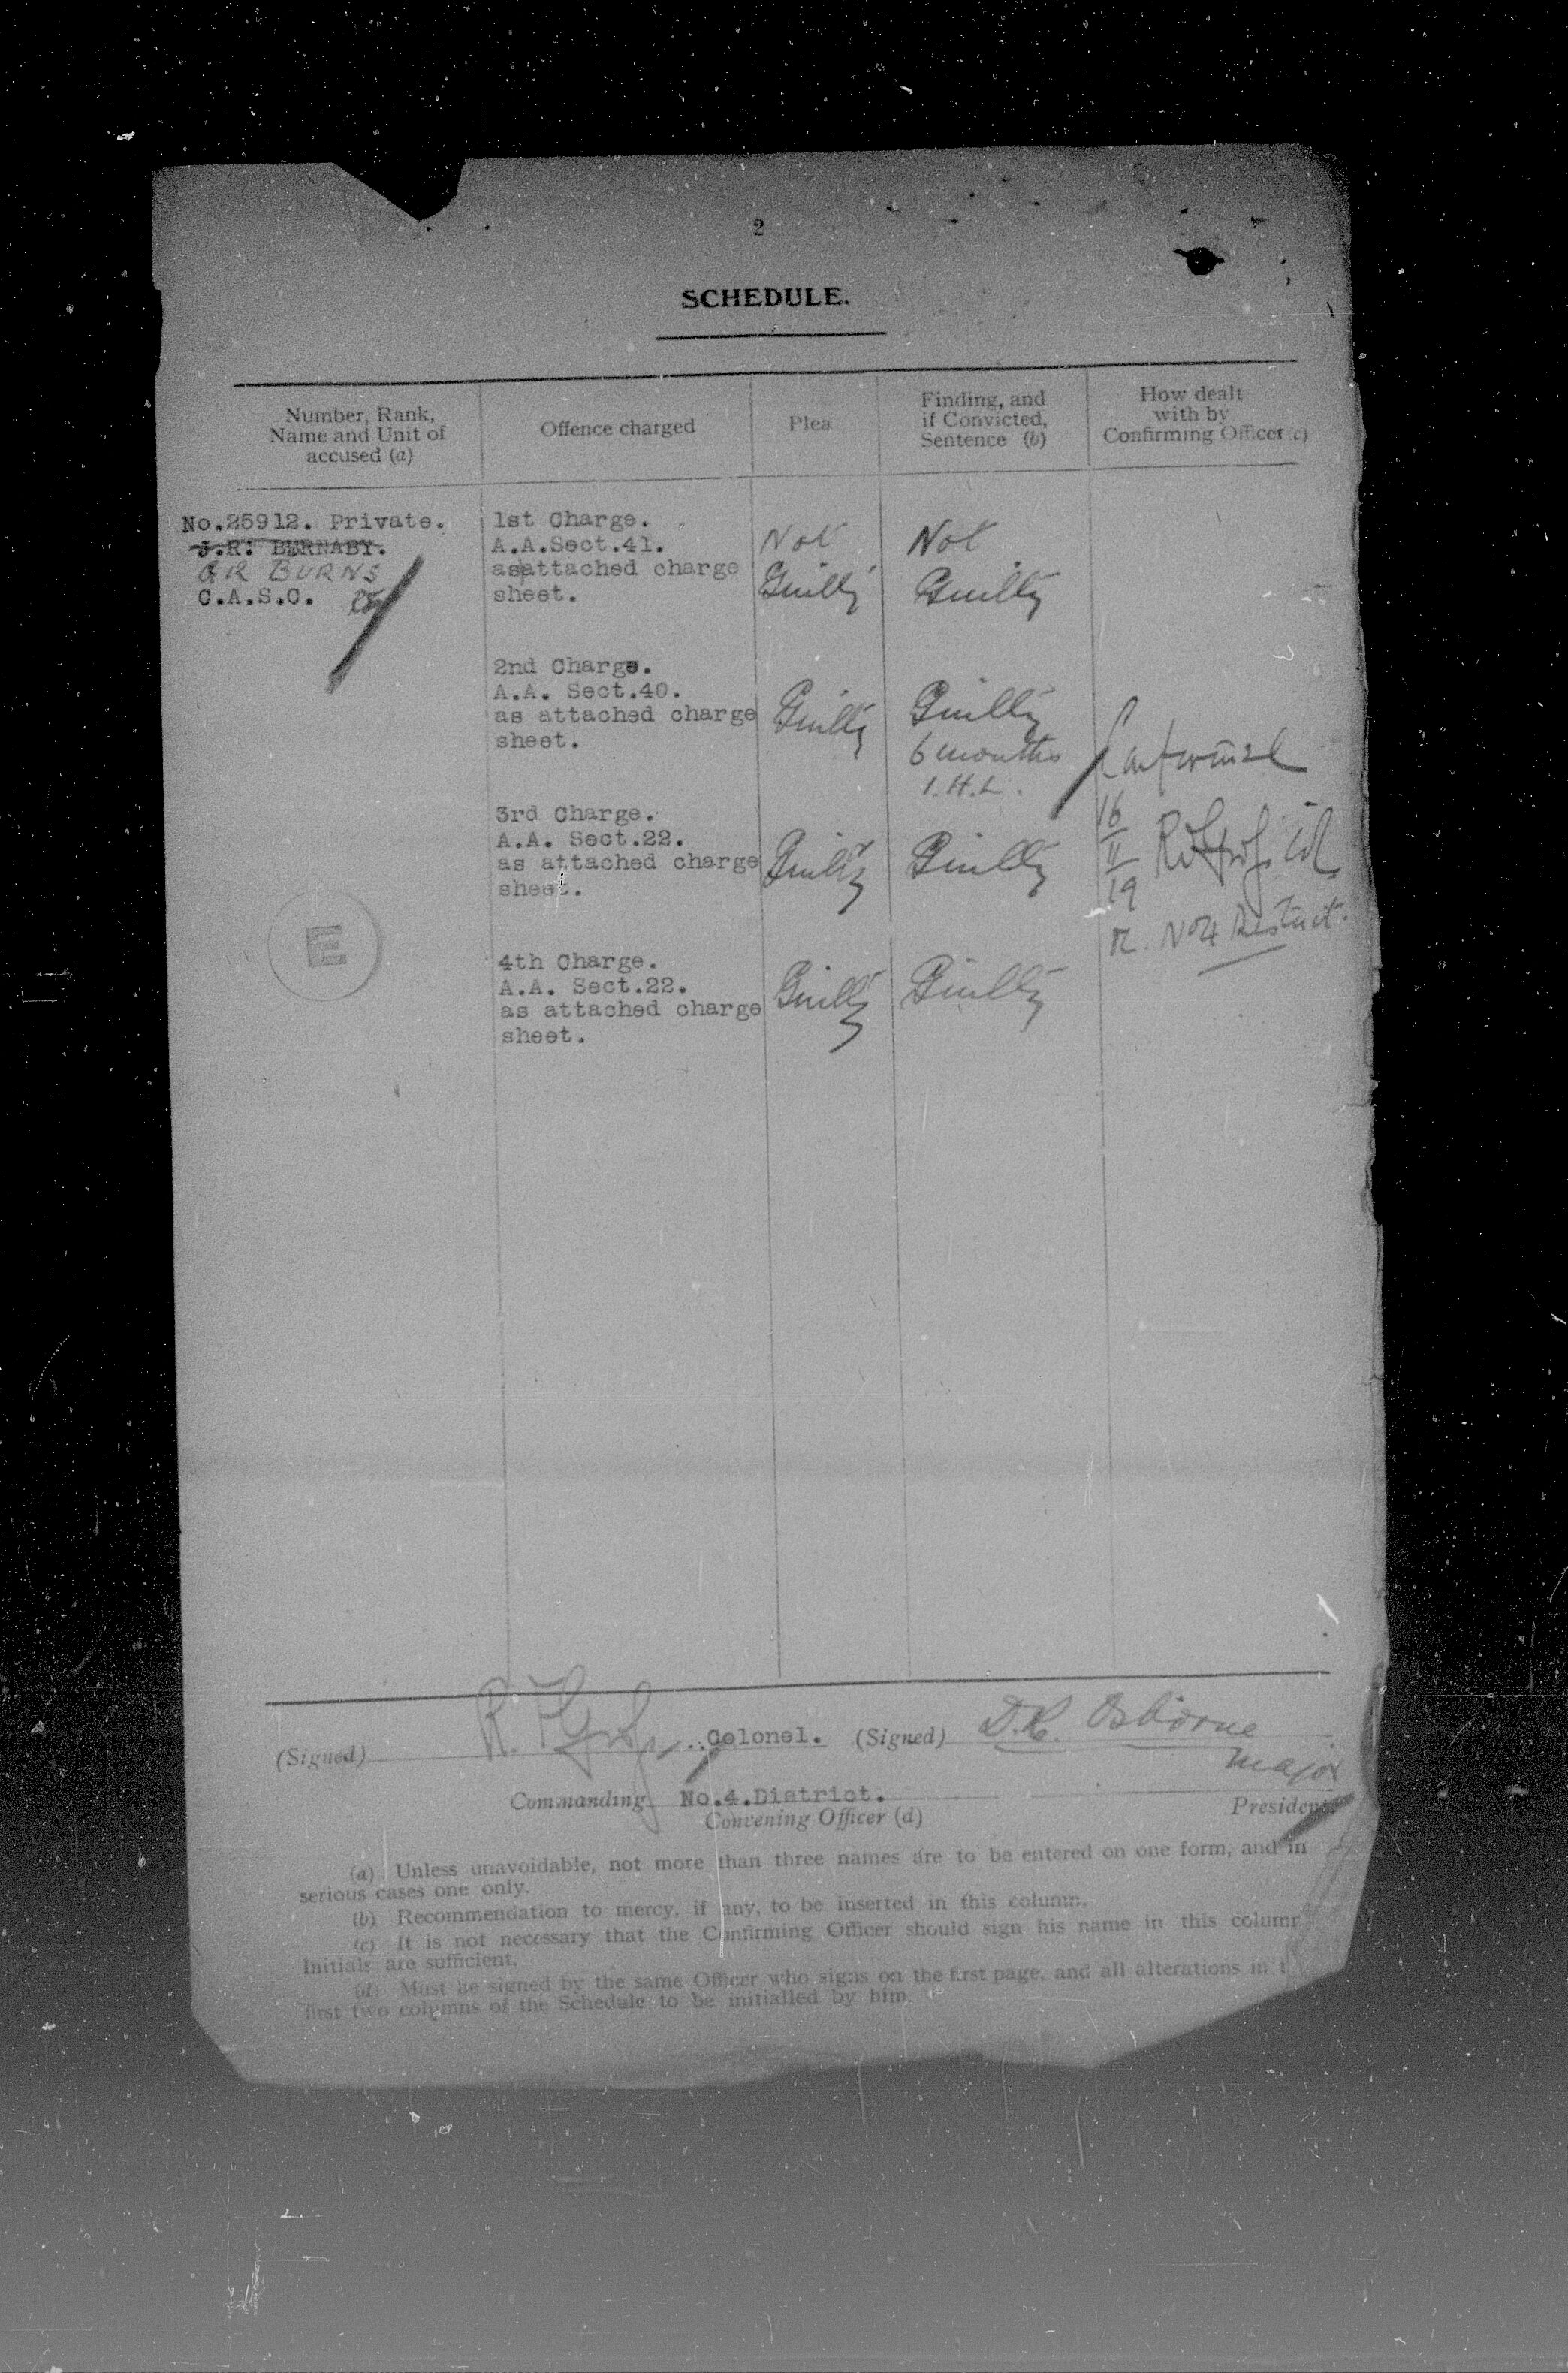 2
SCHEDULE.
Number, Rank,
Name and Unit of
accused (a)
Offence charged
Plea
Finding, and
if Convicted,
Sentence (b)
How dealt
with by
Confirming Officer (c)
No.25912. Private.
J.R. BURNABY.
BURNS
C.A.S.C.
1st Charge.
A.A.Sect.41.
as attached charge
sheet.
Not
Guilty
Not
Guilty
2nd Charge.
A.A. Sect.40.
as attached charge
sheet.
Guilty
Guilty
6 months
I.H.L.
Confirmed
3rd Charge.
A.A. Sect.22.
as attached charge
sheet.
Guilty
Guilty
16
11
19
No 4 District.
E
4th Charge.
A.A. Sect.22.
as attached charge
sheet.
Guilty
Guilty
(Signed) Colonel. (Signed) Osborne
Major
Commanding No.4.District. President
Convening Officer (d)
(a) Unless unavoidable, not more than three names are to be entered on one form, and in
serious cases one only.
(b) Recommendation to mercy, if any, to be inserted in this column.
(c) It is not necessary that the Confirming Officer should sign his name in this column
Initials are sufficient.
(d) Must be signed by the same Officer who signs on the first page, and all alterations in
first two columns of the Schedule to be initialled by him.